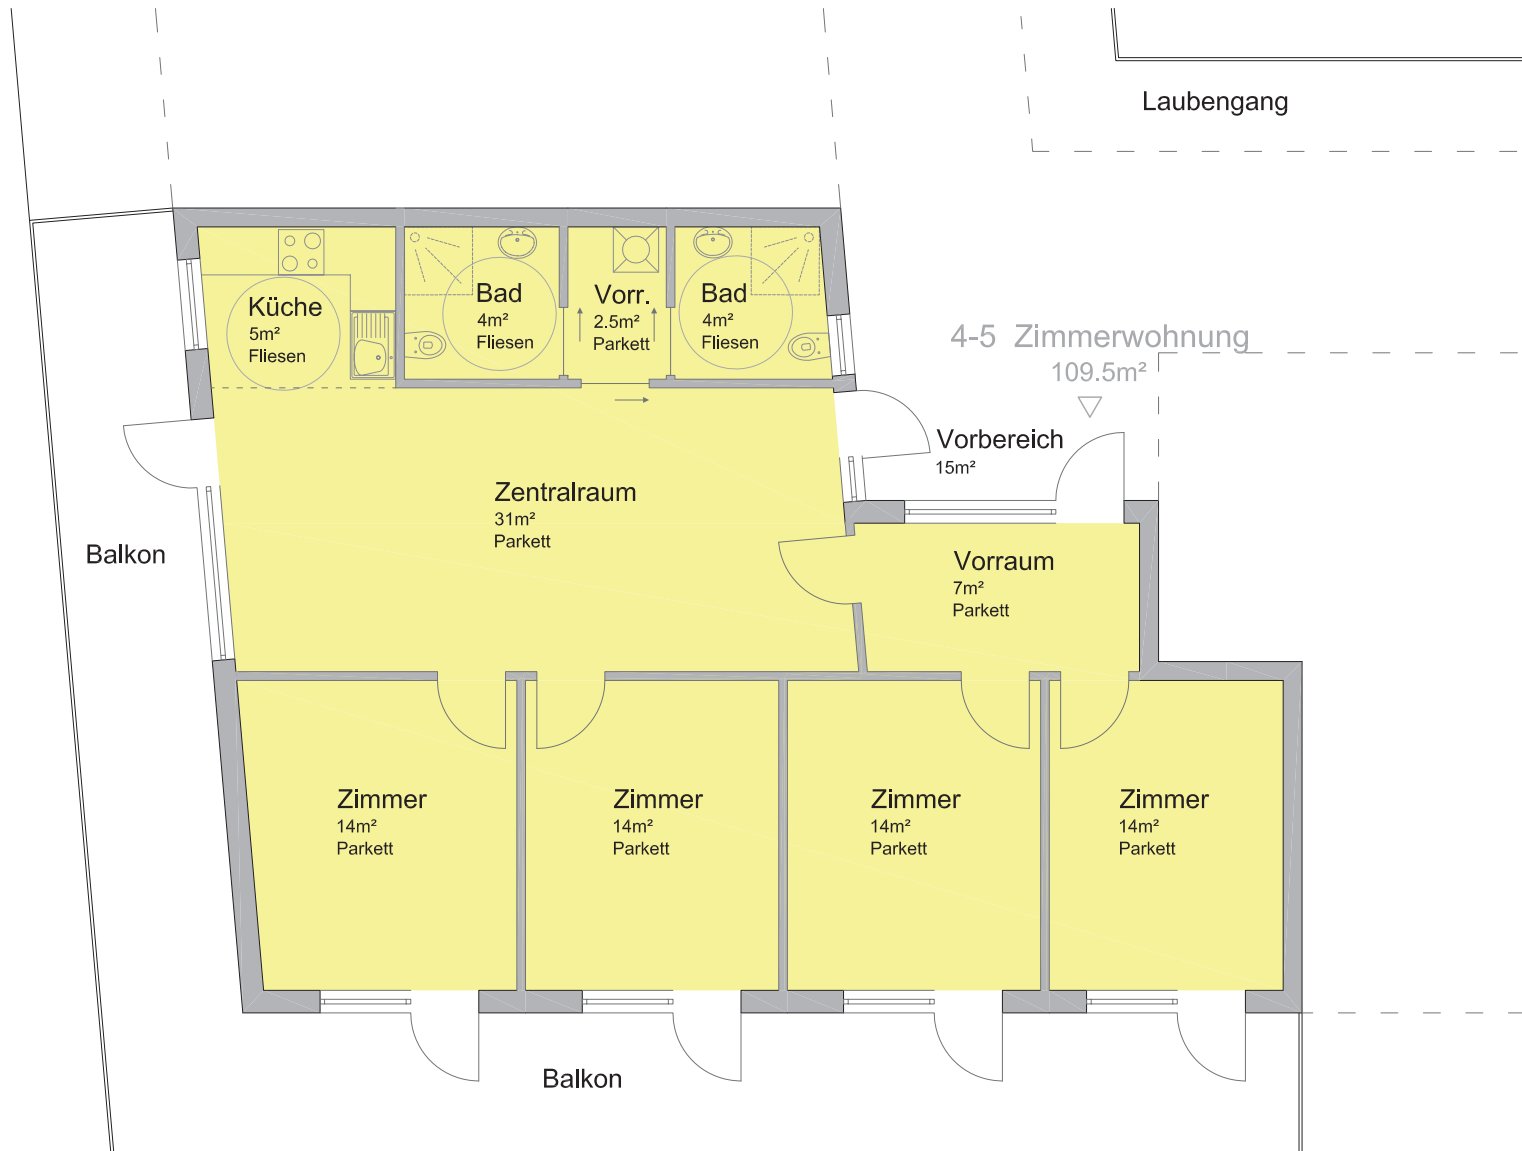 Laubengang
Küche
5m²
Fliesen
Bad
4m²
Fliesen
Vorr.
2.5m²
Parkett
Bad
4m²
Fliesen
4-5 Zimmerwohnung
109.5m²
Vorbereich
15m²
Zentralraum
31m²
Parkett
Balkon
Vorraum
7m²
Parkett
Zimmer
14m²
Parkett
Zimmer
14m²
Parkett
Zimmer
14m²
Parkett
Zimmer
14m²
Parkett
Balkon